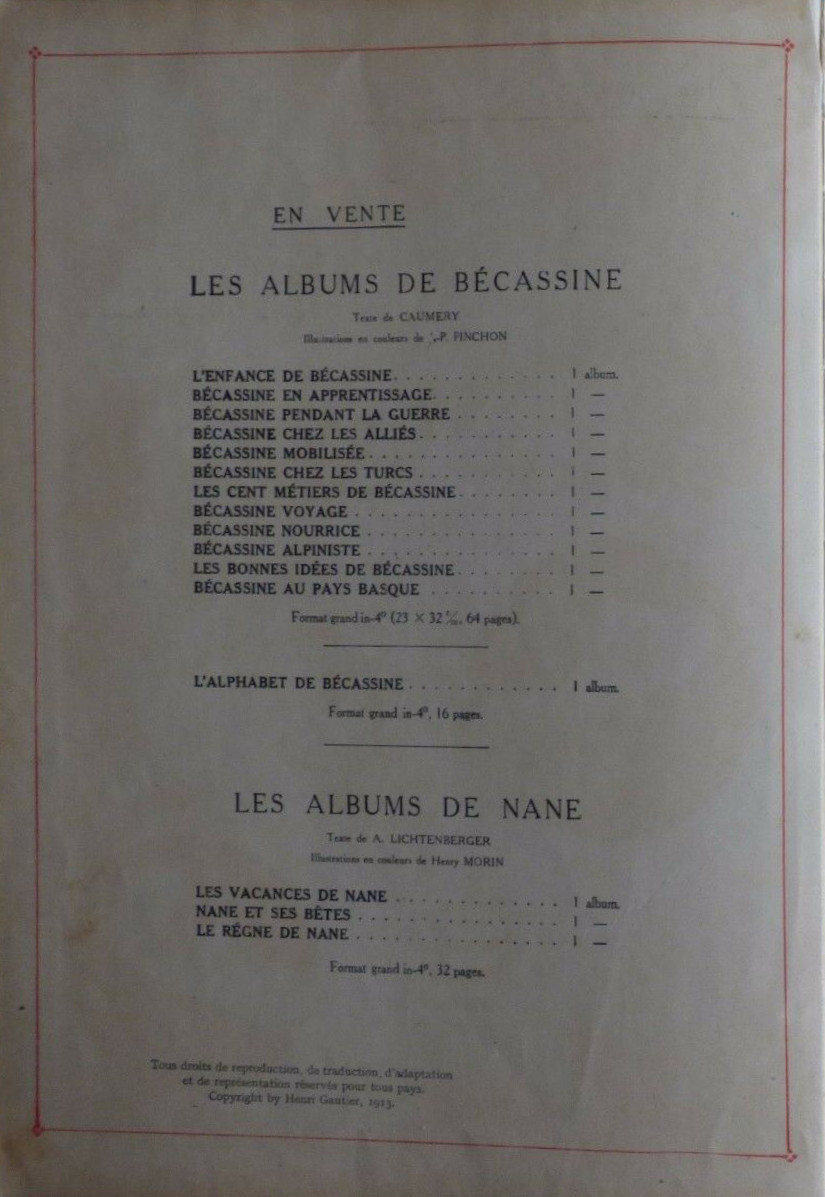 EN VENTE
LES ALBUMS DE BÉCASSINE
Texte de CAUMERY
Illustrations en couleurs de J.-P. PINCHON
L'ENFANCE DE BÉCASSINE. . . . . . . . . . . . . 1 album.
BÉCASSINE EN APPRENTISSAGE. . . . . . . . . . 1 —
BÉCASSINE PENDANT LA GUERRE . . . . . . . . 1 —
BÉCASSINE CHEZ LES ALLIÉS. . . . . . . . . . . 1 —
BÉCASSINE MOBILISÉE. . . . . . . . . . . . . . 1 —
BÉCASSINE CHEZ LES TURCS . . . . . . . . . . . 1 —
LES CENT MÉTIERS DE BÉCASSINE. . . . . . . . 1 —
BÉCASSINE VOYAGE . . . . . . . . . . . . . . . 1 —
BÉCASSINE NOURRICE . . . . . . . . . . . . . . 1 —
BÉCASSINE ALPINISTE . . . . . . . . . . . . . . 1 —
LES BONNES IDÉES DE BÉCASSINE. . . . . . . . 1 —
BÉCASSINE AU PAYS BASQUE . . . . . . . . . . 1 —
Format grand in-4º (23 × 32 c/m, 64 pages).
L'ALPHABET DE BÉCASSINE . . . . . . . . . . . . 1 album.
Format grand in-4º, 16 pages.
LES ALBUMS DE NANE
Texte de A. LICHTENBERGER
Illustrations en couleurs de Henry MORIN
LES VACANCES DE NANE . . . . . . . . . . . . . 1 album.
NANE ET SES BÊTES . . . . . . . . . . . . . . . 1 —
LE RÉGNE DE NANE . . . . . . . . . . . . . . . 1 —
Format grand in-4º, 32 pages.
Tous droits de reproduction, de traduction, d'adaptation
et de représentation réservés pour tous pays.
Copyright by Henri Gautier, 1913.